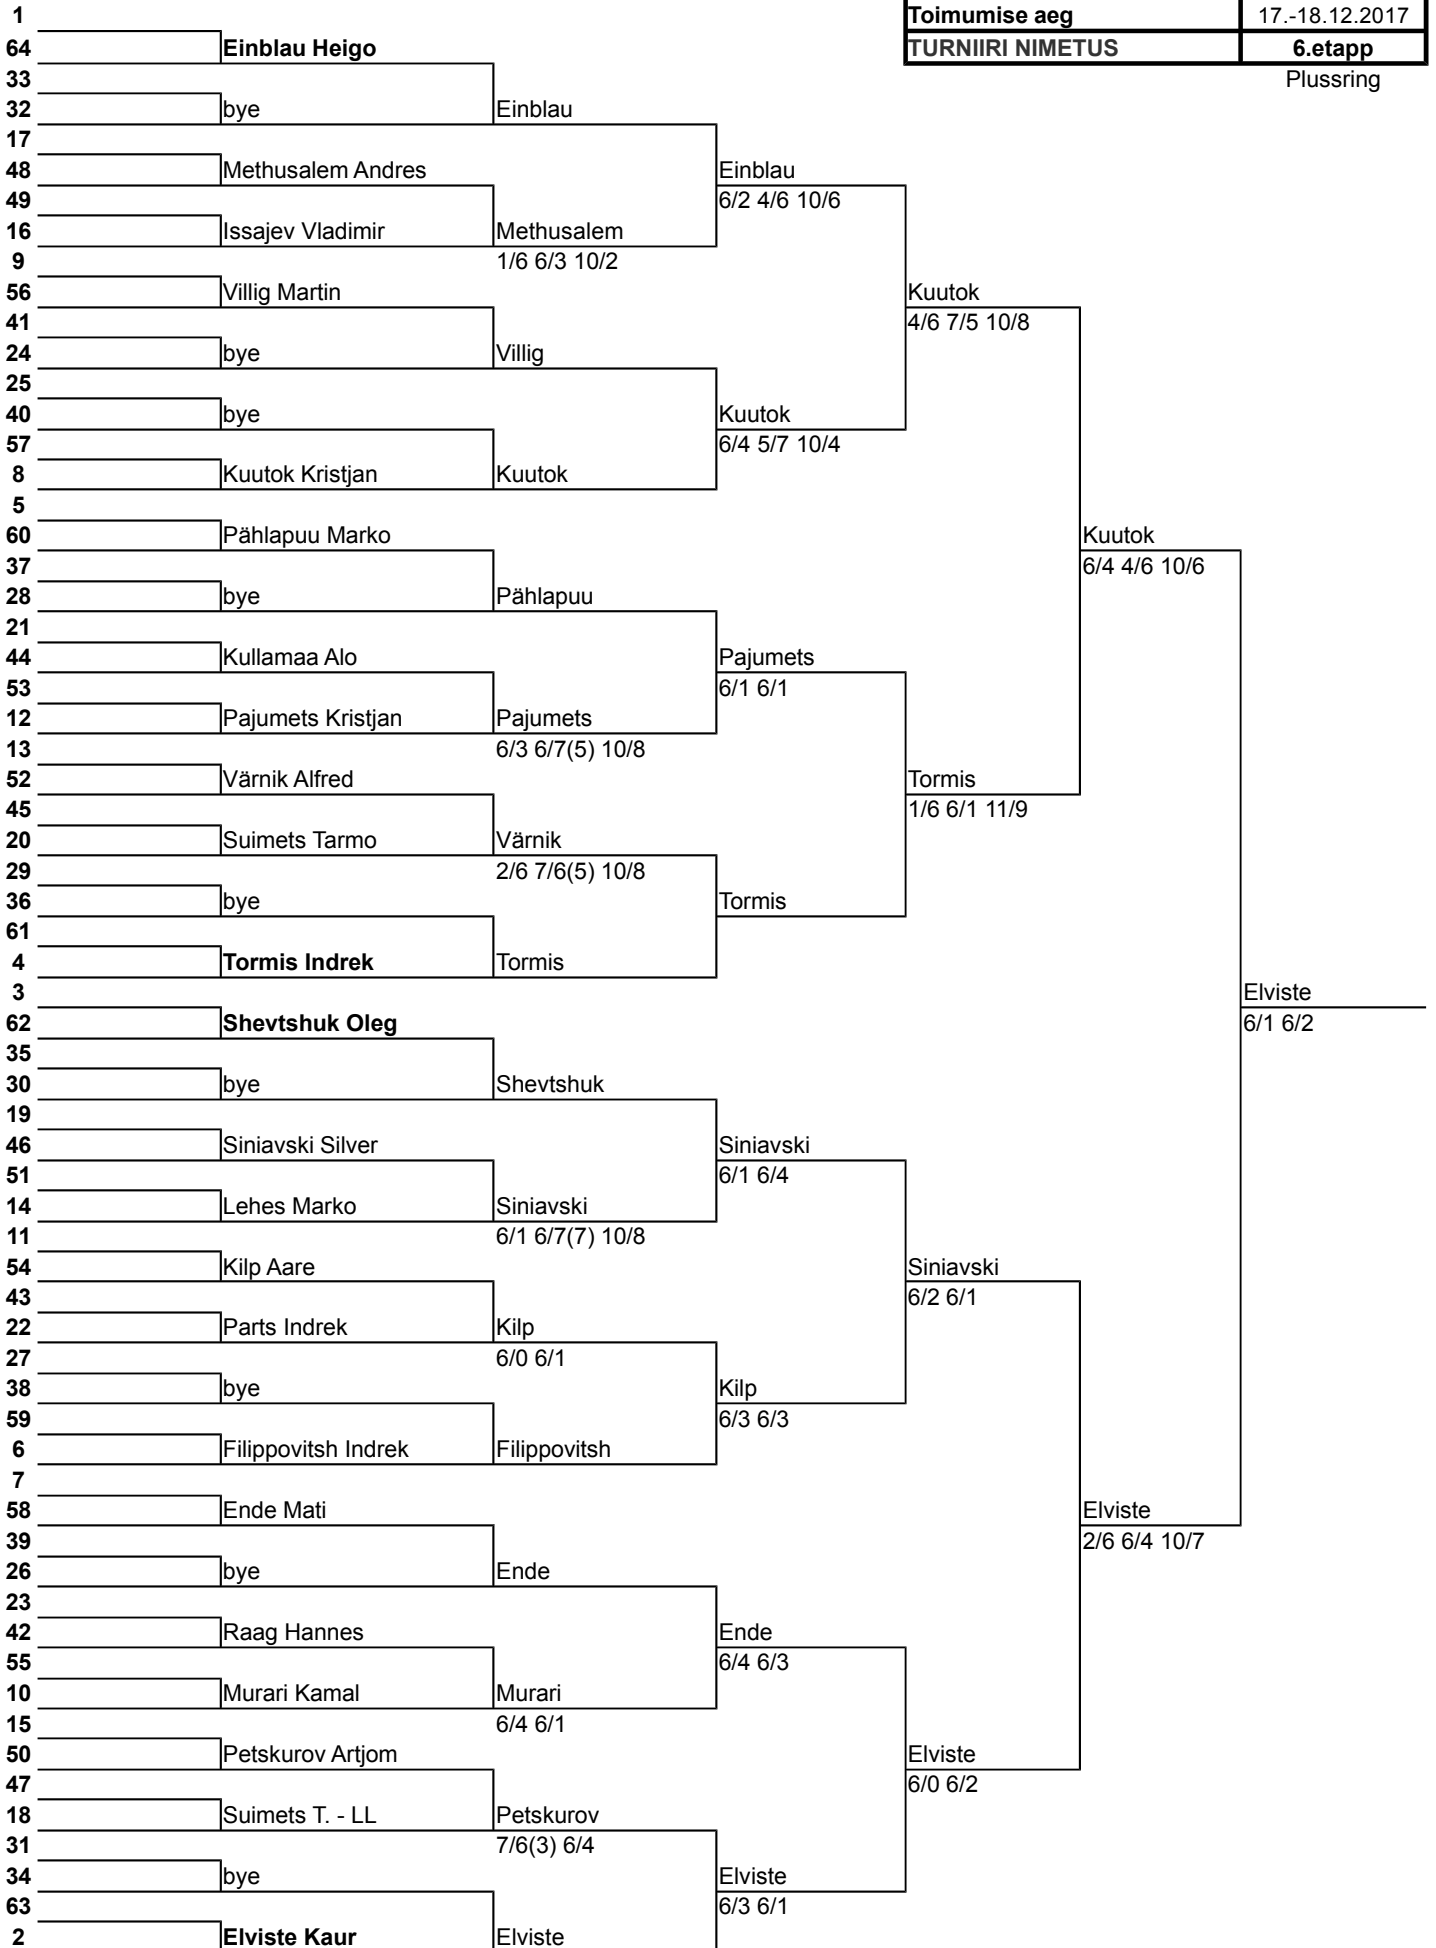 1 Toimumise aeg 17.-18.12.2017
64 Einblau Heigo TURNIIRI NIMETUS 6.etapp
33 Plussring
32 bye Einblau
17
48 Methusalem Andres Einblau
49 6/2 4/6 10/6
16 Issajev Vladimir Methusalem
9 1/6 6/3 10/2
56 Villig Martin Kuutok
41 4/6 7/5 10/8
24 bye Villig
25
40 bye Kuutok
57 6/4 5/7 10/4
8 Kuutok Kristjan Kuutok
5
60 Pählapuu Marko Kuutok
37 6/4 4/6 10/6
28 bye Pählapuu
21
44 Kullamaa Alo Pajumets
53 6/1 6/1
12 Pajumets Kristjan Pajumets
13 6/3 6/7(5) 10/8
52 Värnik Alfred Tormis
45 1/6 6/1 11/9
20 Suimets Tarmo Värnik
29 2/6 7/6(5) 10/8
36 bye Tormis
61
4 Tormis Indrek Tormis
3 Elviste
62 Shevtshuk Oleg 6/1 6/2
35
30 bye Shevtshuk
19
46 Siniavski Silver Siniavski
51 6/1 6/4
14 Lehes Marko Siniavski
11 6/1 6/7(7) 10/8
54 Kilp Aare Siniavski
43 6/2 6/1
22 Parts Indrek Kilp
27 6/0 6/1
38 bye Kilp
59 6/3 6/3
6 Filippovitsh Indrek Filippovitsh
7
58 Ende Mati Elviste
39 2/6 6/4 10/7
26 bye Ende
23
42 Raag Hannes Ende
55 6/4 6/3
10 Murari Kamal Murari
15 6/4 6/1
50 Petskurov Artjom Elviste
47 6/0 6/2
18 Suimets T. - LL Petskurov
31 7/6(3) 6/4
34 bye Elviste
63 6/3 6/1
2 Elviste Kaur Elviste